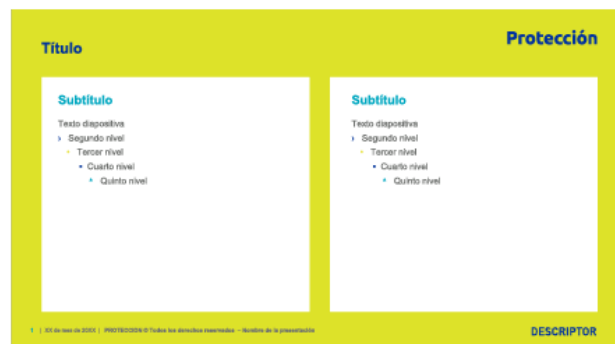 Título
Protección
Subtítulo
Texto diapositiva
› Segundo nivel
• Tercer nivel
• Cuarto nivel
• Quinto nivel
Subtítulo
Texto diapositiva
› Segundo nivel
• Tercer nivel
• Cuarto nivel
• Quinto nivel
1 | XX de mes de 20XX | PROTECCIÓN © Todos los derechos reservados – Nombre de la presentación
DESCRIPTOR